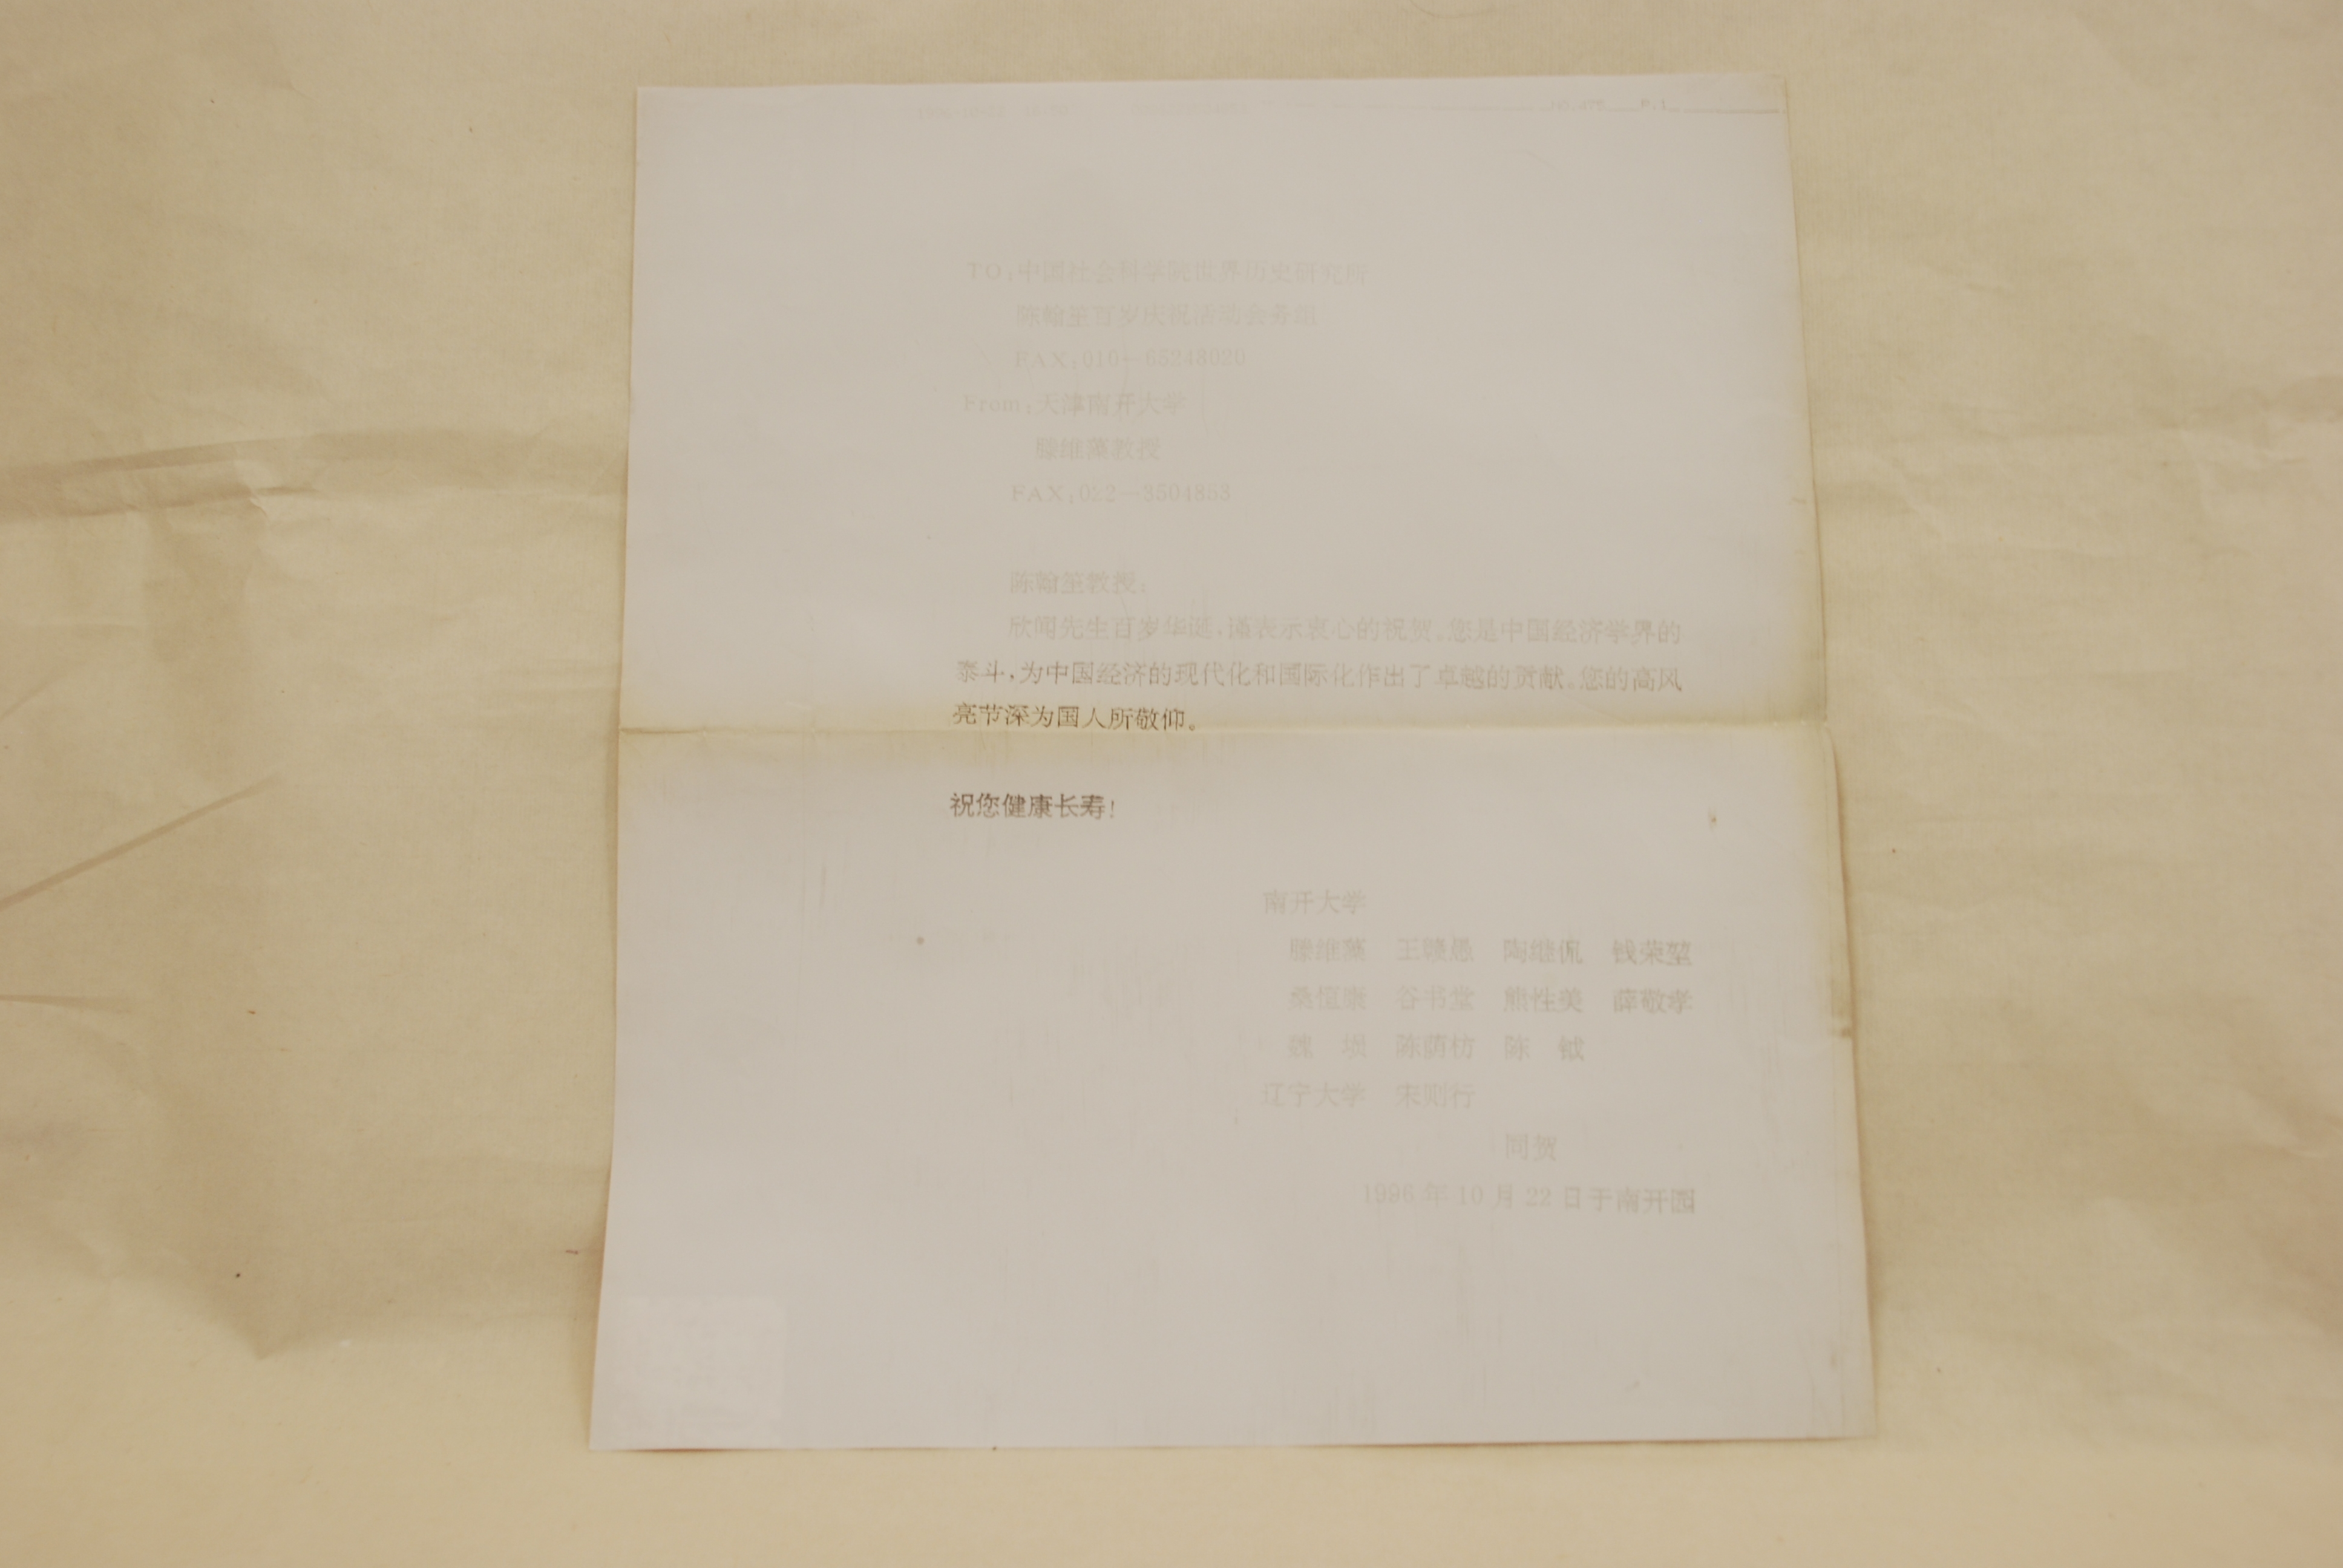 TO:中国社会科学院世界历史研究所
陈翰笙百岁庆祝活动会务组
FAX:010—65243020
From:天津南开大学
滕维藻教授
FAX:022—3504853
陈翰笙教授:
欣闻先生百岁华诞,谨表示衷心的祝贺。您是中国经济学界的
泰斗,为中国经济的现代化和国际化作出了卓越的贡献。您的高风
亮节深为国人所敬仰。
祝您健康长寿!
南开大学
滕维藻 王赣愚 陶继侃 钱荣堃
桑恒康 谷书堂 熊性美 薛敬孝
魏埙 陈荫枋 陈钺
辽宁大学 宋则行
同贺
1996年10月22日于南开园